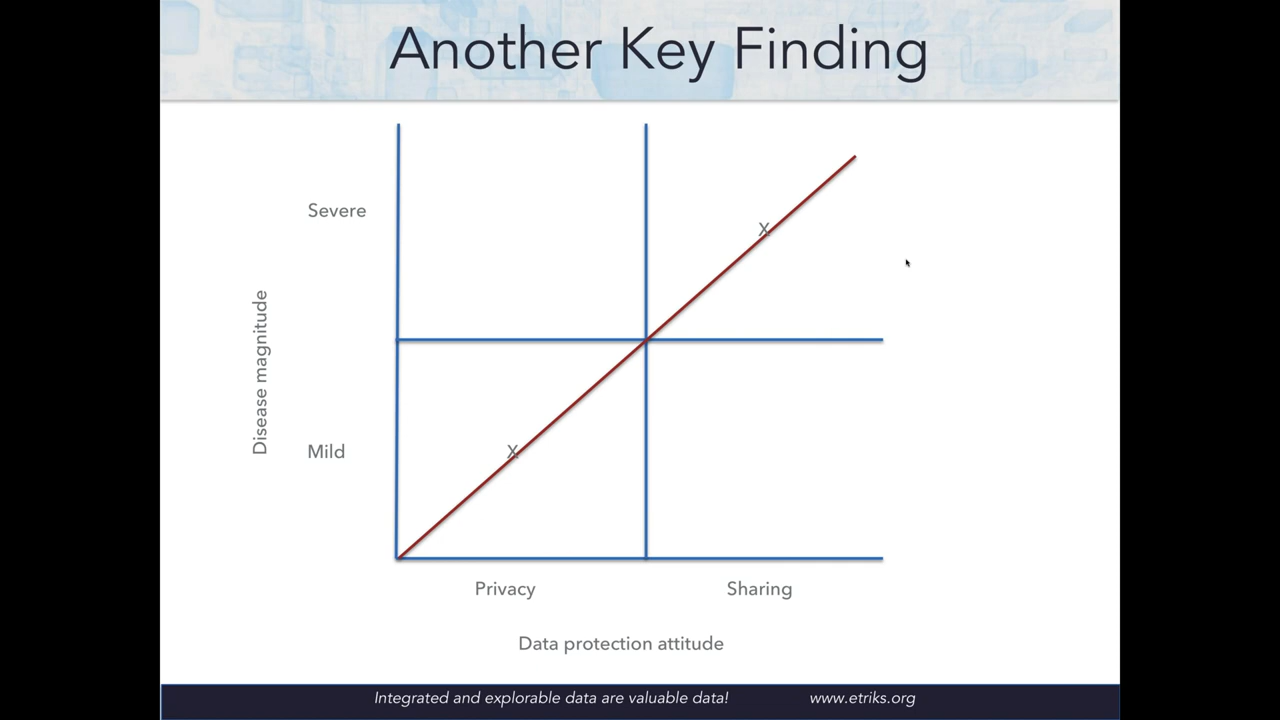 Another Key Finding
Severe
X
Disease magnitude
Mild
X
Privacy
Sharing
Data protection attitude
Integrated and explorable data are valuable data!
www.etriks.org